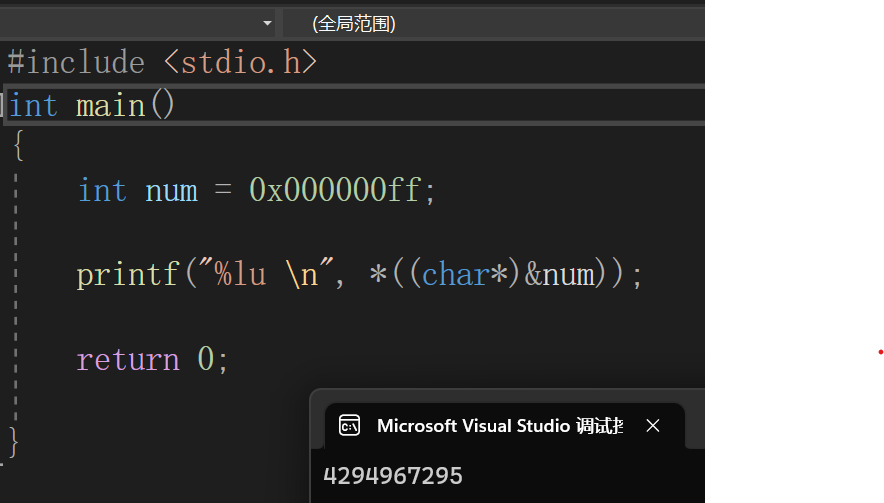 (全局范围)
#include <stdio.h>
int main()
{
int num = 0x000000ff;
printf("%lu \n", *((char*)&num));
return 0;
}
Microsoft Visual Studio 调试
4294967295